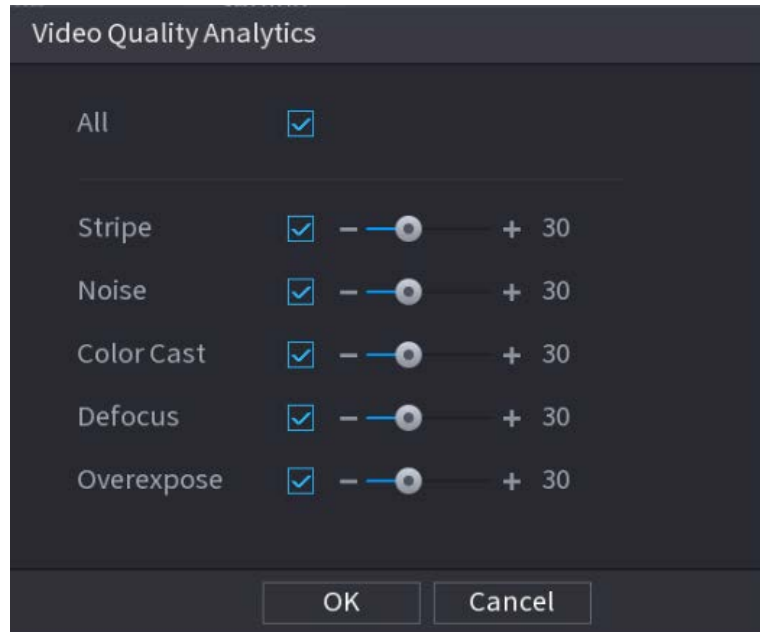 Video Quality Analytics
All
Stripe 30
Noise 30
Color Cast 30
Defocus 30
Overexpose 30
OK Cancel